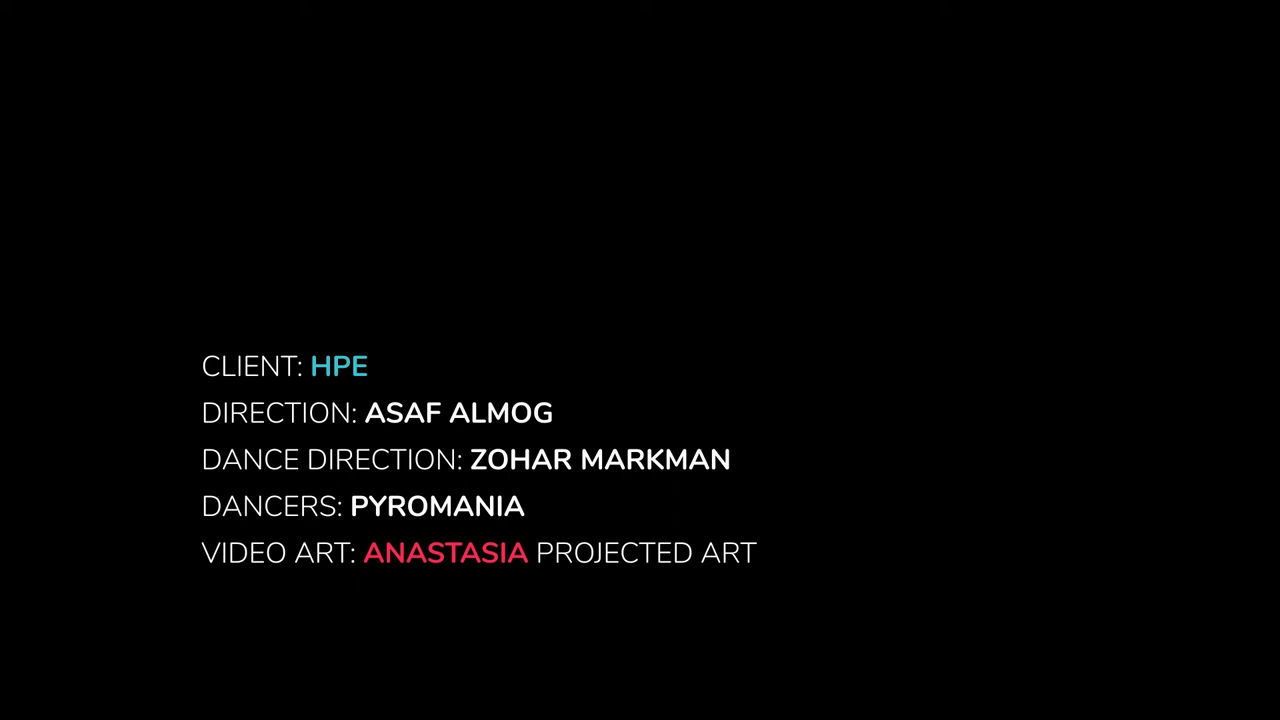 CLIENT: HPE
DIRECTION: ASAF ALMOG
DANCE DIRECTION: ZOHAR MARKMAN
DANCERS: PYROMANIA
VIDEO ART: ANASTASIA PROJECTED ART